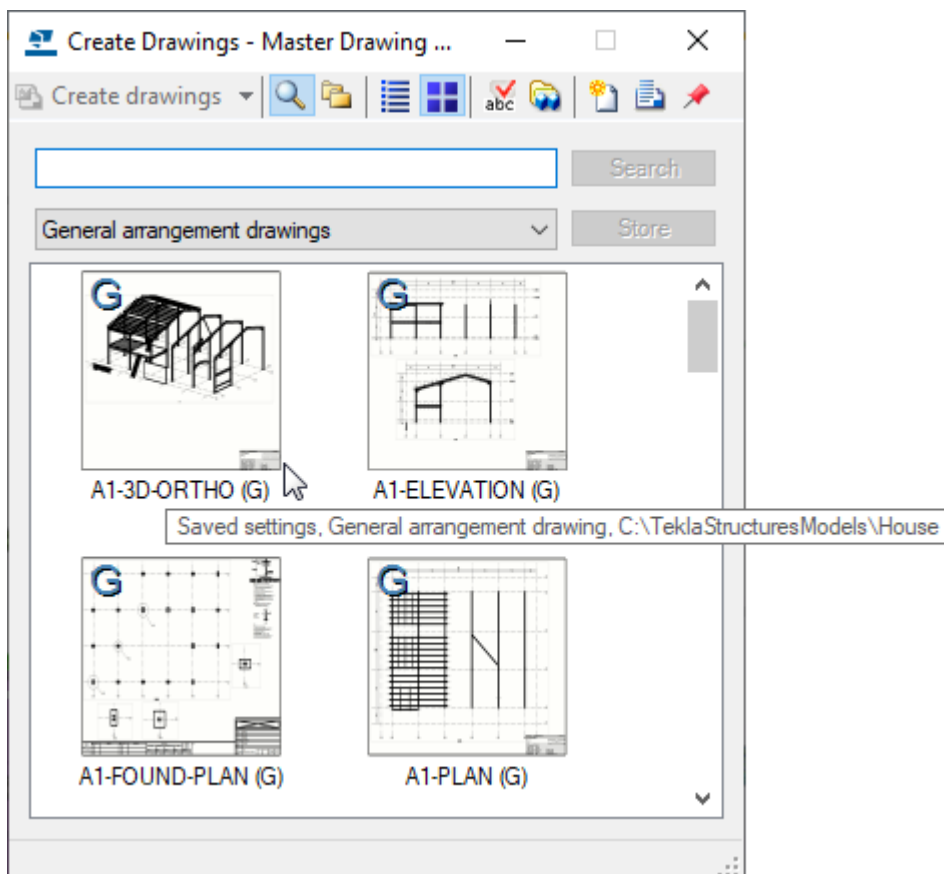 Create Drawings - Master Drawing ...
Create drawings
abc
Search
General arrangement drawings
Store
G
G
A1-3D-ORTHO (G)
A1-ELEVATION (G)
Saved settings, General arrangement drawing, C:\TeklaStructuresModels\House
G
G
A1-FOUND-PLAN (G)
A1-PLAN (G)